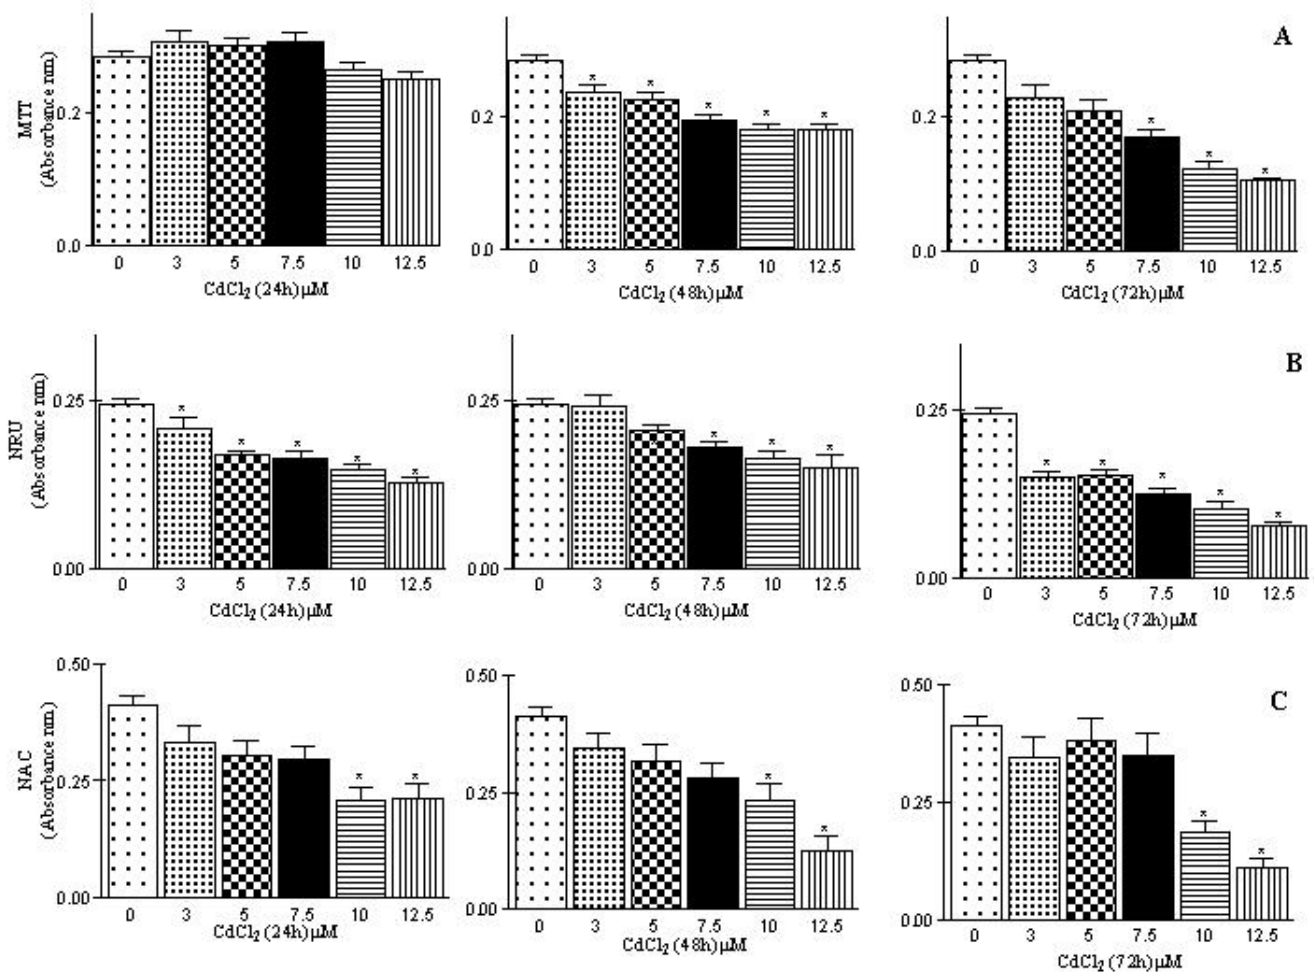 A
MTT
(Absorbance nm)
0.2
0.0
0 3 5 7.5 10 12.5
CdCl₂ (24h) µM
* * * * *
0.2
0.0
0 3 5 7.5 10 12.5
CdCl₂ (48h) µM
* * *
0.2
0.0
0 3 5 7.5 10 12.5
CdCl₂ (72h) µM
B
NRU
(Absorbance nm)
* * * * *
0.25
0.00
0 3 5 7.5 10 12.5
CdCl₂ (24h) µM
* * * *
0.25
0.00
0 3 5 7.5 10 12.5
CdCl₂ (48h) µM
* * * * *
0.25
0.00
0 3 5 7.5 10 12.5
CdCl₂ (72h) µM
C
NAC
(Absorbance nm)
0.50
* *
0.25
0.00
0 3 5 7.5 10 12.5
CdCl₂ (24h) µM
0.50
* *
0.25
0.00
0 3 5 7.5 10 12.5
CdCl₂ (48h) µM
0.50
* *
0.25
0.00
0 3 5 7.5 10 12.5
CdCl₂ (72h) µM